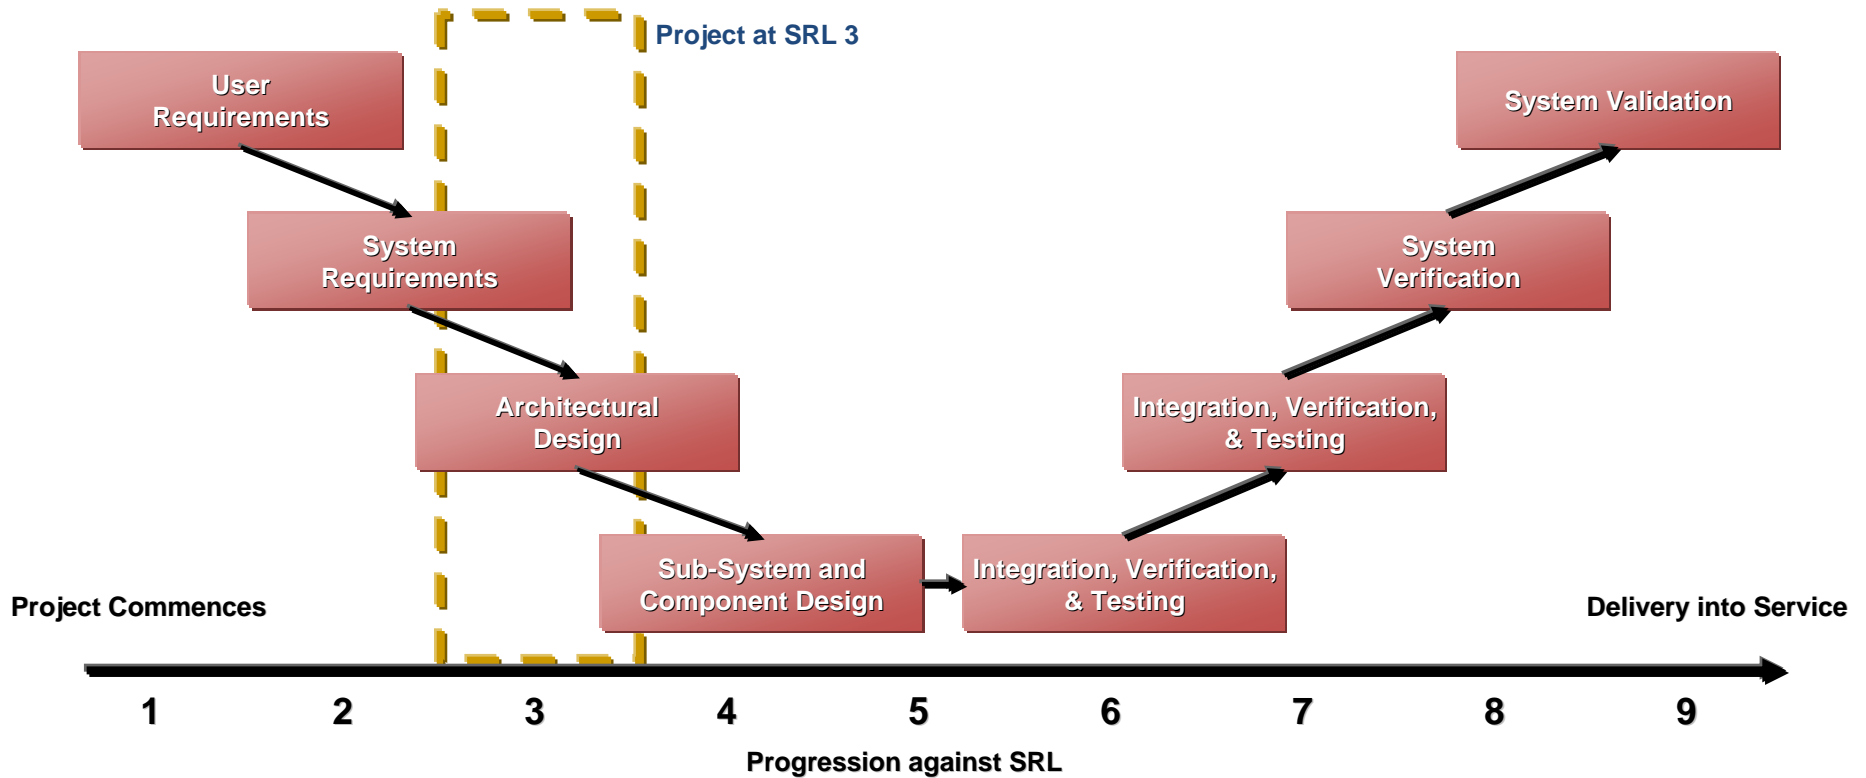 Project at SRL 3
User
Requirements
System Validation
System
Requirements
System
Verification
Architectural
Design
Integration, Verification,
& Testing
Sub-System and
Component Design
Integration, Verification,
& Testing
Project Commences
Delivery into Service
1 2 3 4 5 6 7 8 9
Progression against SRL